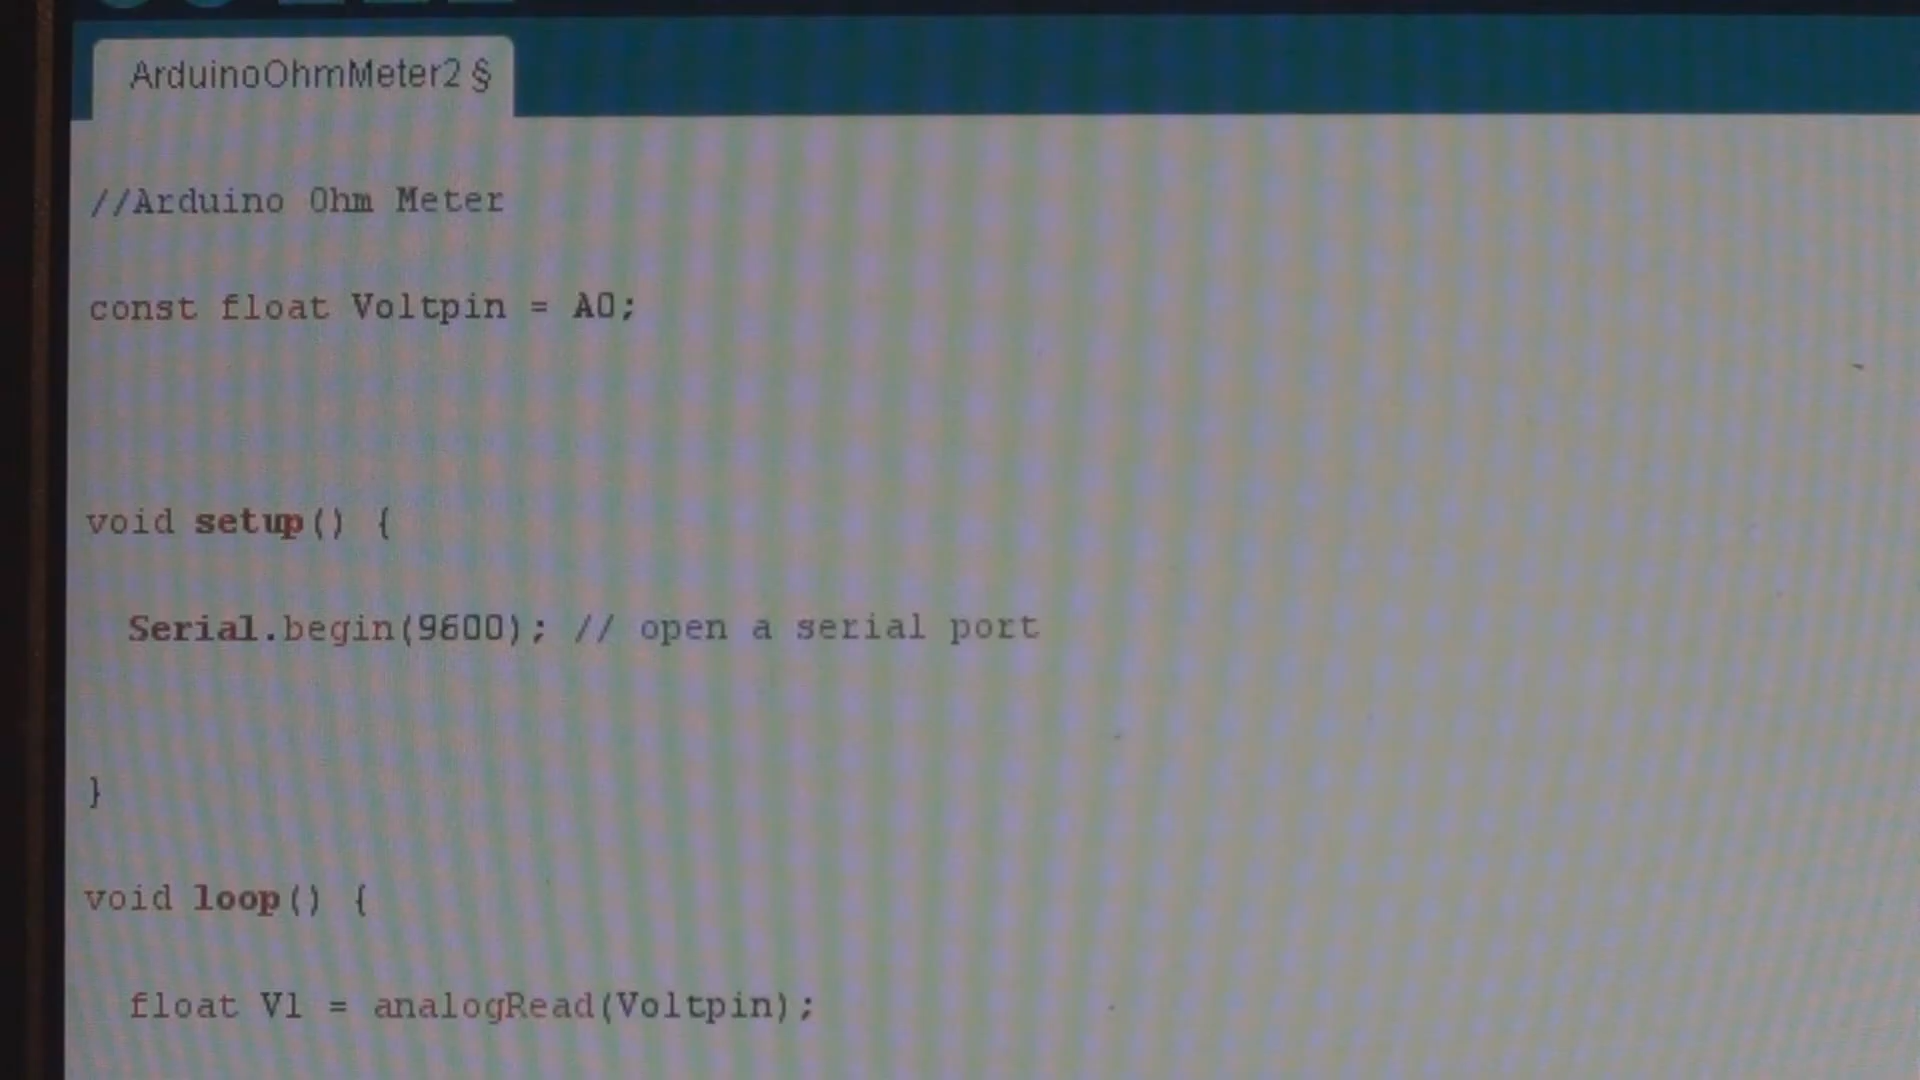 ArduinoOhmMeter2 §
//Arduino Ohm Meter
const float Voltpin = A0;
void setup() {
Serial.begin(9600); // open a serial port
}
void loop() {
float V1 = analogRead(Voltpin);